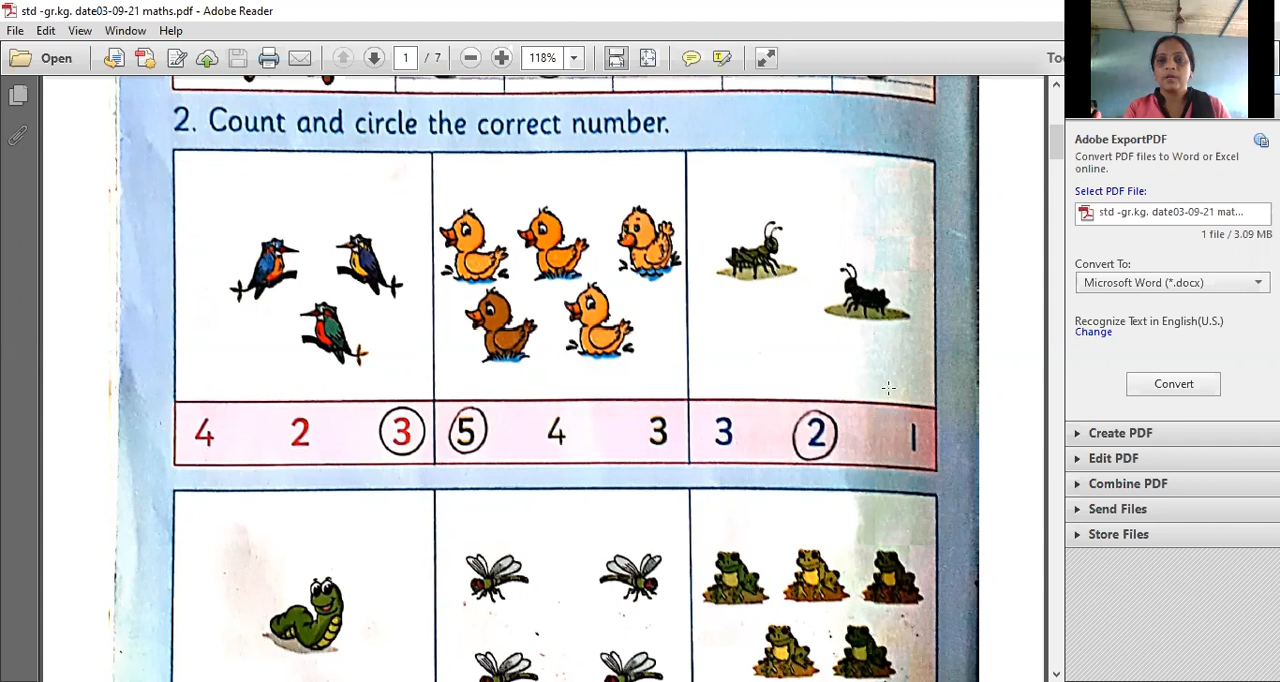 std -gr.kg. date03-09-21 maths.pdf - Adobe Reader
File Edit View Window Help
Open 1 / 7 118%
2. Count and circle the correct number.
4 2 3 5 4 3 3 2 1
Adobe ExportPDF
Convert PDF files to Word or Excel
online.
Select PDF File:
std -gr.kg. date03-09-21 mat...
1 file / 3.09 MB
Convert To:
Microsoft Word (*.docx)
Recognize Text in English(U.S.)
Change
Convert
Create PDF
Edit PDF
Combine PDF
Send Files
Store Files